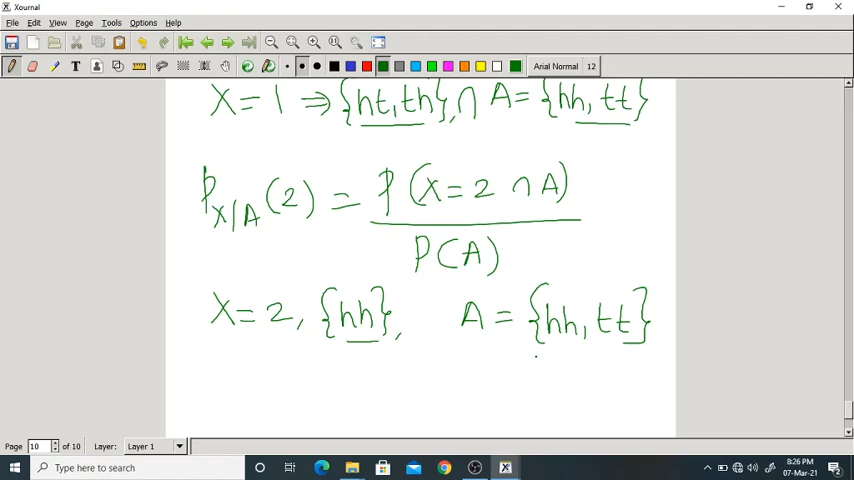 Xournal
File Edit View Page Tools Options Help
Arial Normal 12
X = 1 ⇒ {ht, th}, ∩ A = {hh, tt}
P_{X/A}(2) = P(X = 2 ∩ A)
P(A)
X = 2, {hh}, A = {hh, tt}
Page 10 of 10 Layer: Layer 1
Type here to search
8:26 PM
07-Mar-21
2